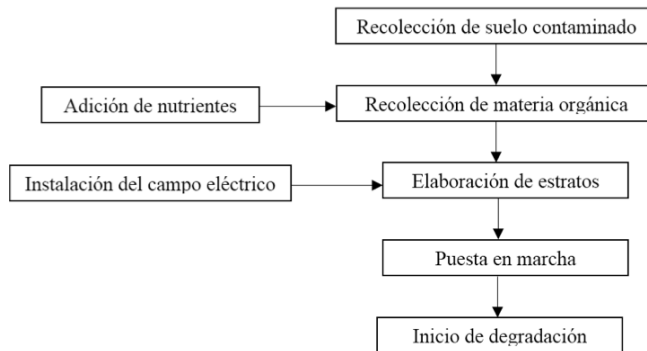 Recolección de suelo contaminado
Adición de nutrientes
Recolección de materia orgánica
Instalación del campo eléctrico
Elaboración de estratos
Puesta en marcha
Inicio de degradación